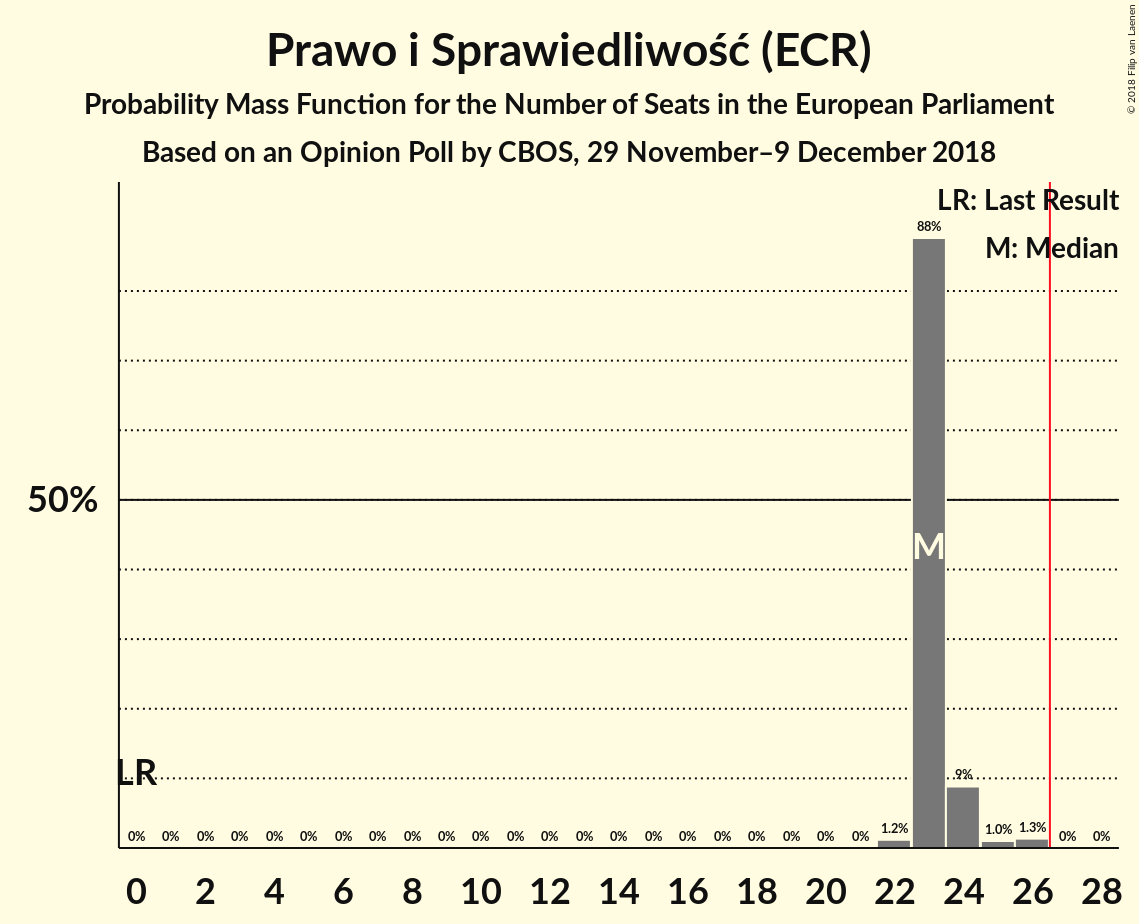 Prawo i Sprawiedliwość (ECR)
Probability Mass Function for the Number of Seats in the European Parliament
Based on an Opinion Poll by CBOS, 29 November–9 December 2018
© 2018 Filip van Laenen
LR: Last Result
M: Median
88%
50%
M
LR
9%
0% 0% 0% 0% 0% 0% 0% 0% 0% 0% 0% 0% 0% 0% 0% 0% 0% 0% 0% 0% 0% 0% 1.2% 1.0% 1.3% 0% 0%
0 2 4 6 8 10 12 14 16 18 20 22 24 26 28